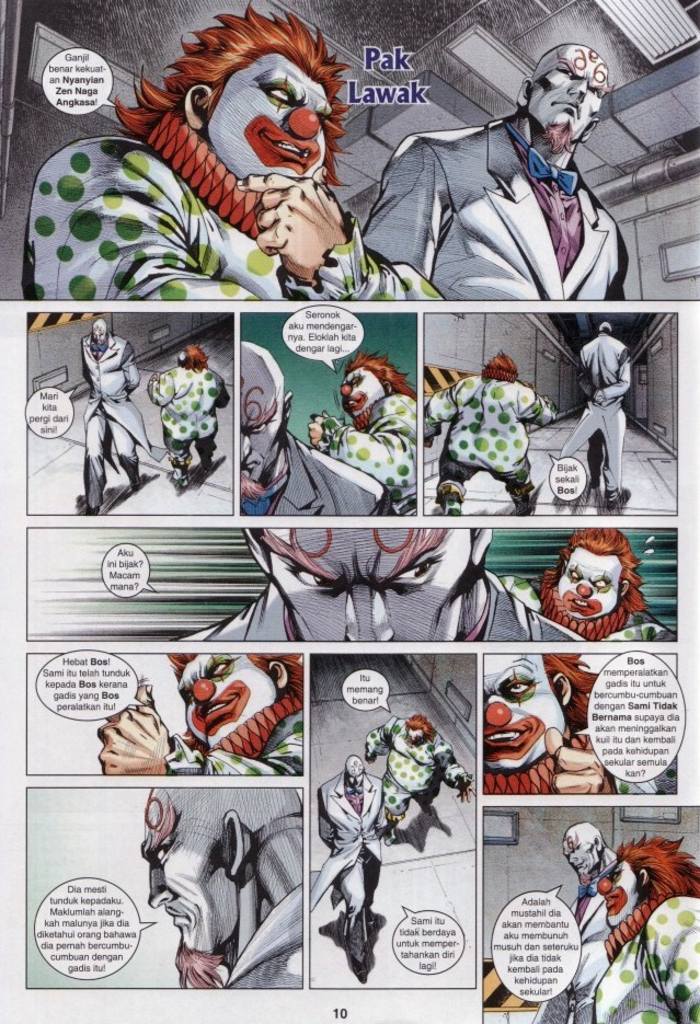 Ganjil
benar kekuat-
an Nyanyian
Zen Naga
Angkasa!
Pak
Lawak
Mari
kita
pergi dari
sini!
Seronok
aku mendengar-
nya. Eloklah kita
dengar lagi...
Bijak
sekali
Bos!
Aku
ini bijak?
Macam
mana?
Hebat Bos!
Sami itu telah tunduk
kepada Bos kerana
gadis yang Bos
peralatkan itu!
Itu
memang
benar!
Bos
memperalatkan
gadis itu untuk
bercumbu-cumbuan
dengan Sami Tidak
Bernama supaya dia
akan meninggalkan
kuil itu dan kembali
pada kehidupan
sekular semula
kan?
Dia mesti
tunduk kepadaku.
Maklumlah alang-
kah malunya jika dia
diketahui orang bahawa
dia pernah bercumbu-
cumbuan dengan
gadis itu!
Sami itu
tidak berdaya
untuk memper-
tahankan diri
lagi!
Adalah
mustahil dia
akan membantu
aku membunuh
musuh dan seteruku
jika dia tidak
kembali pada
kehidupan
sekular!
10